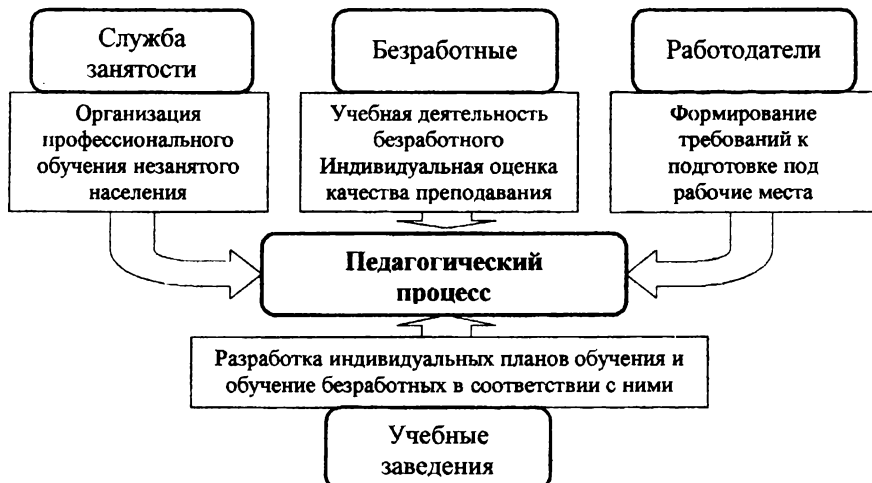 Служба
занятости
Безработные
Работодатели
Организация
профессионального
обучения незанятого
населения
Учебная деятельность
безработного
Индивидуальная оценка
качества преподавания
Формирование
требований к
подготовке под
рабочие места
Педагогический
процесс
Разработка индивидуальных планов обучения и
обучение безработных в соответствии с ними
Учебные
заведения